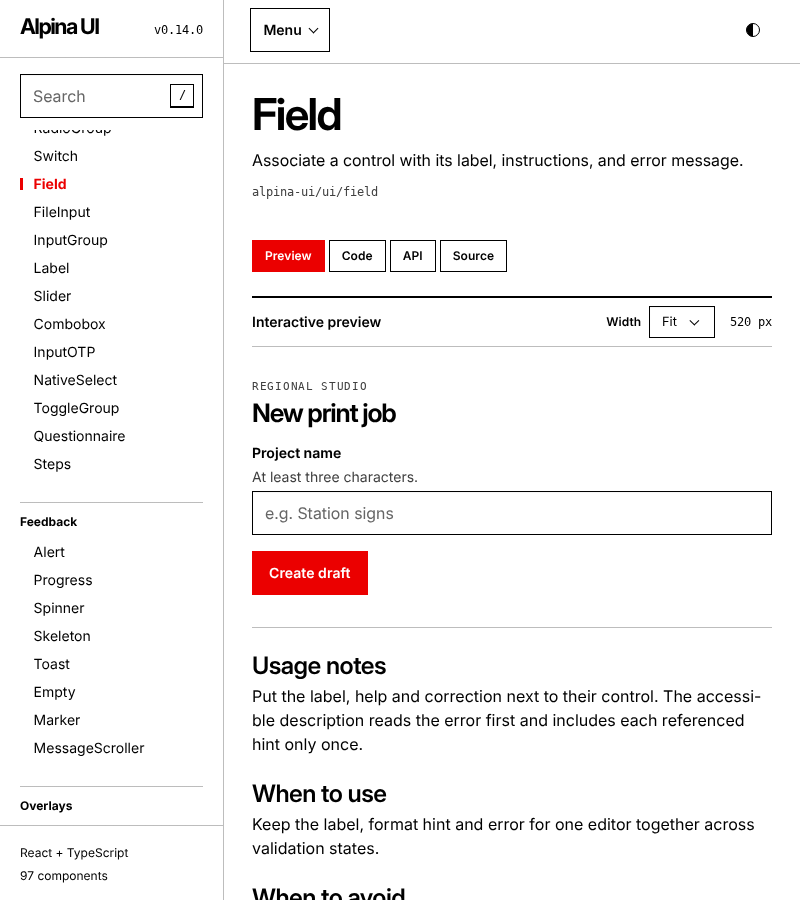 Alpina UI
v0.14.0
Search
/
RadioGroup
Switch
Field
FileInput
InputGroup
Label
Slider
Combobox
InputOTP
NativeSelect
ToggleGroup
Questionnaire
Steps
Feedback
Alert
Progress
Spinner
Skeleton
Toast
Empty
Marker
MessageScroller
Overlays
React + TypeScript
97 components
Menu
Field
Associate a control with its label, instructions, and error message.
alpina-ui/ui/field
Preview
Code
API
Source
Interactive preview
Width
Fit
520 px
REGIONAL STUDIO
New print job
Project name
At least three characters.
e.g. Station signs
Create draft
Usage notes
Put the label, help and correction next to their control. The accessi-
ble description reads the error first and includes each referenced
hint only once.
When to use
Keep the label, format hint and error for one editor together across
validation states.
When to avoid